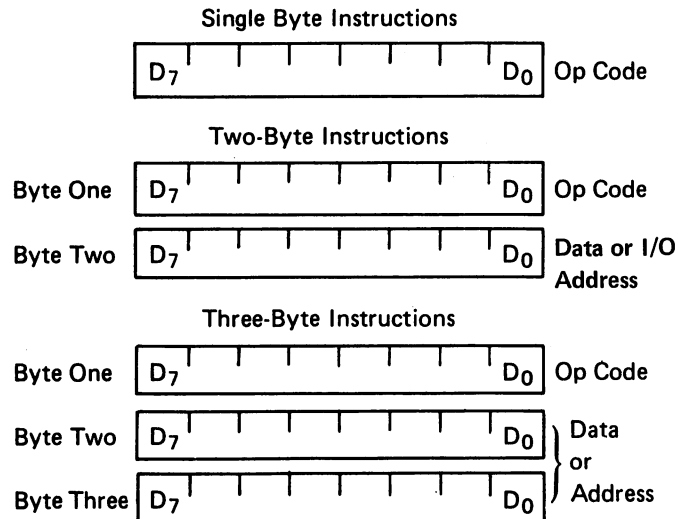 Single Byte Instructions
D7 D0 Op Code
Two-Byte Instructions
Byte One D7 D0 Op Code
Byte Two D7 D0 Data or I/O
Address
Three-Byte Instructions
Byte One D7 D0 Op Code
Byte Two D7 D0 Data
or
Byte Three D7 D0 Address